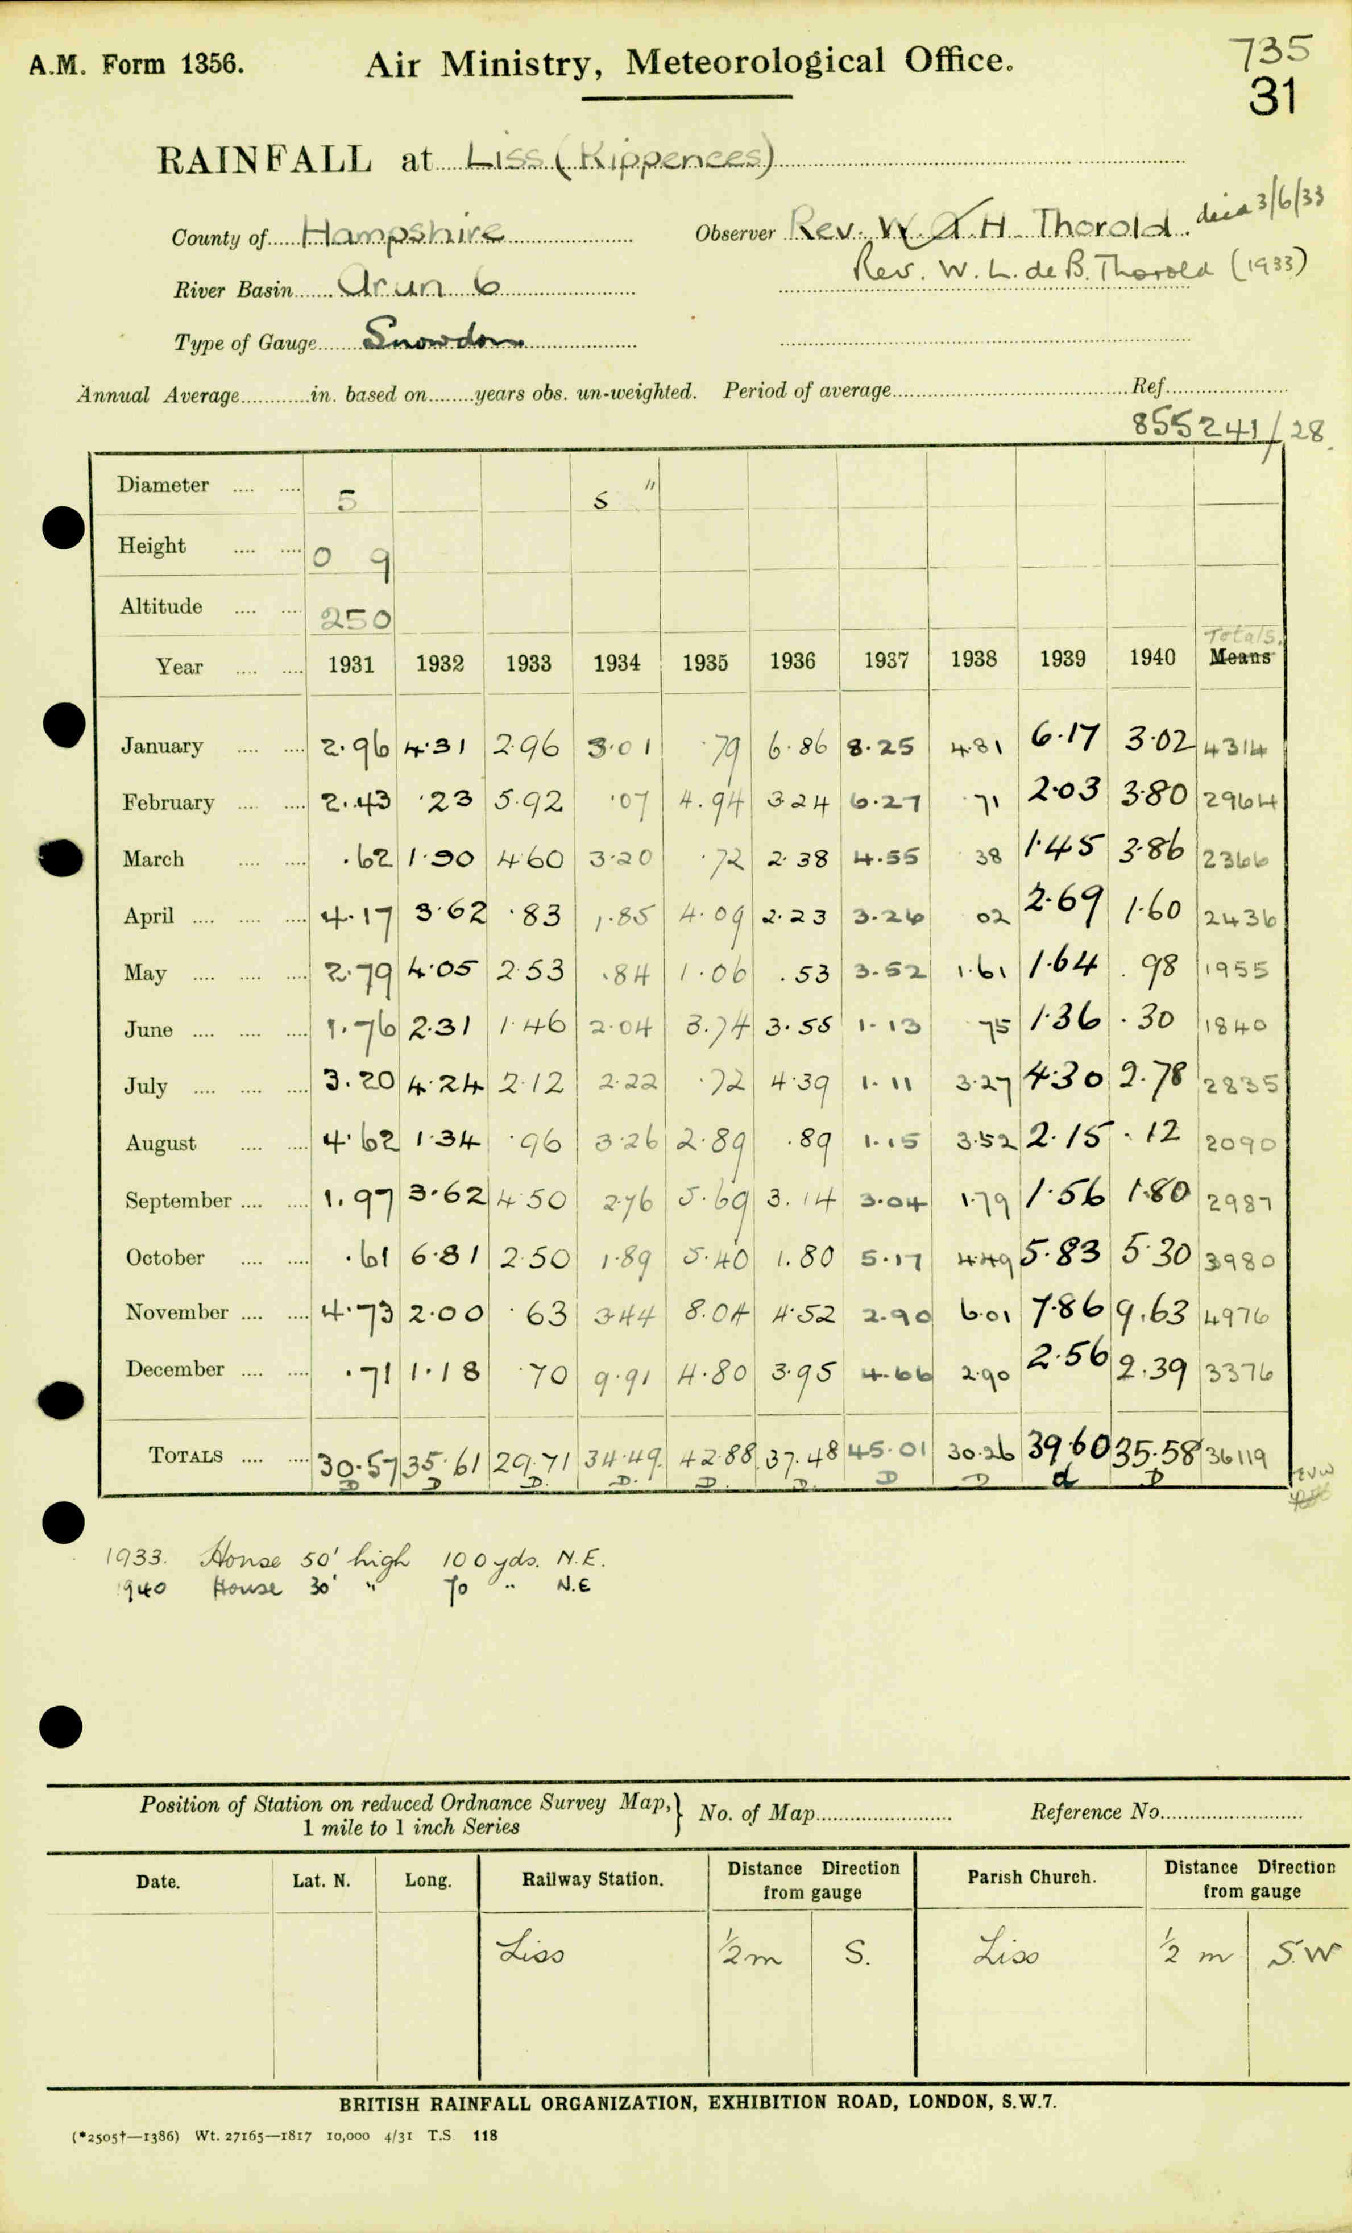 A.M. Form 1356.
Air Ministry, Meteorological Office.
735
31
RAINFALL at Liss (Kippences)
County of Hampshire
Observer Rev. W. A. H. Thorold. died 3/6/33
Rev. W. L. de B. Thorold (1933)
River Basin Arun 6
Type of Gauge Snowdon
Annual Average in. based on years obs. un-weighted. Period of average Ref
855241/28.
Diameter 5 5"
Height 0 9
Altitude 250
Totals.
Year 1931 1932 1933 1934 1935 1936 1937 1938 1939 1940 Means
January 2.96 4.31 2.96 3.01 .79 6.86 8.25 4.81 6.17 3.02 4314
February 2.43 .23 5.92 .07 4.94 3.24 6.27 .71 2.03 3.80 2964
March .62 1.90 4.60 3.20 .72 2.38 4.55 38 1.45 3.86 2366
April 4.17 3.62 .83 1.85 4.09 2.23 3.26 02 2.69 1.60 2436
May 2.79 4.05 2.53 .84 1.06 .53 3.52 1.61 1.64 .98 1955
June 1.76 2.31 1.46 2.04 3.74 3.55 1.13 75 1.36 .30 1840
July 3.20 4.24 2.12 2.22 .72 4.39 1.11 3.27 4.30 2.78 2835
August 4.62 1.34 .96 3.26 2.89 .89 1.15 3.52 2.15 .12 2090
September 1.97 3.62 4.50 2.76 5.69 3.14 3.04 1.79 1.56 1.80 2987
October .61 6.81 2.50 1.89 5.40 1.80 5.17 4.49 5.83 5.30 3980
November 4.73 2.00 .63 3.44 8.04 4.52 2.90 6.01 7.86 9.63 4976
December .71 1.18 .70 9.91 4.80 3.95 4.66 2.90 2.56 2.39 3376
TOTALS 30.57 35.61 29.71 34.49 42.88 37.48 45.01 30.26 39.60 35.58 36119
D D D. D. D. D. D D d D
1933. House 50' high 100 yds. N.E.
1940 House 30' " 70 " N.E
Position of Station on reduced Ordnance Survey Map, } No. of Map Reference No.
1 mile to 1 inch Series
Date. Lat. N. Long. Railway Station. Distance Direction from gauge Parish Church. Distance Direction from gauge
Liss ½ m S. Liss ½ m S.W
BRITISH RAINFALL ORGANIZATION, EXHIBITION ROAD, LONDON, S.W.7.
(*2505†—1386) Wt. 27165—1817 10,000 4/31 T.S 118